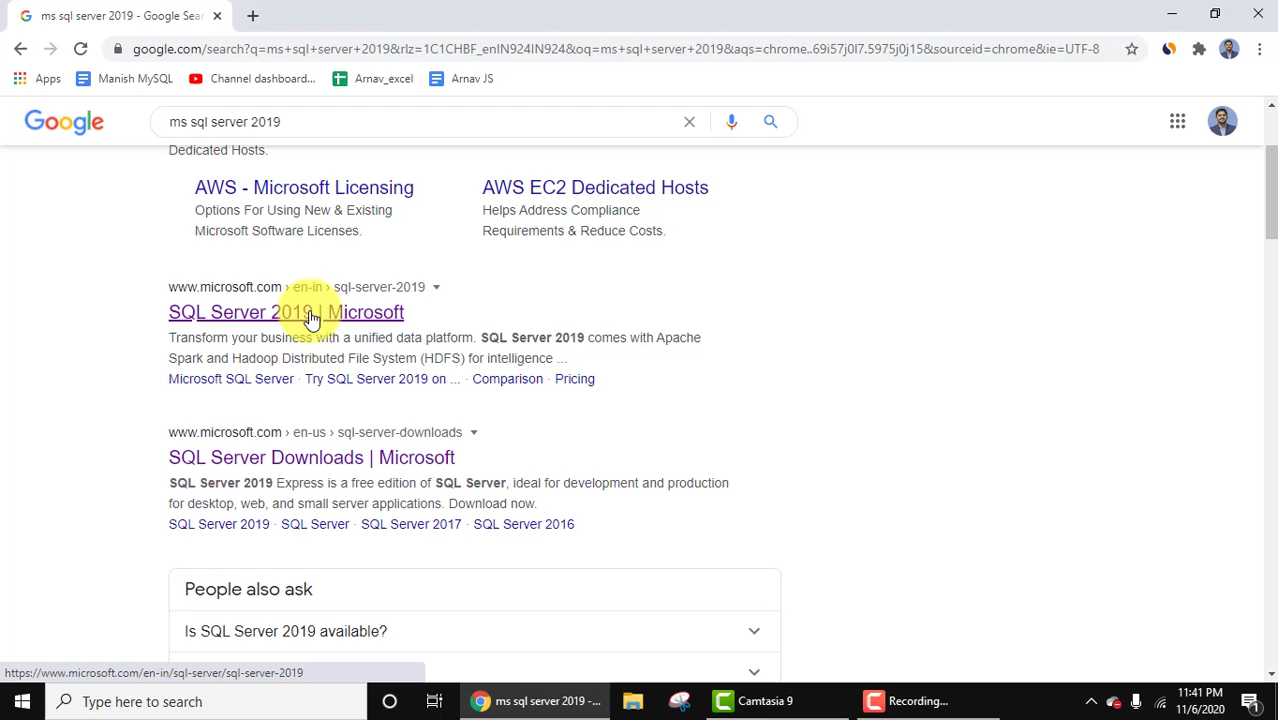 ms sql server 2019 - Google Sear
google.com/search?q=ms+sql+server+2019&rlz=1C1CHBF_enIN924IN924&oq=ms+sql+server+2019&aqs=chrome..69i57j0l7.5975j0j15&sourceid=chrome&ie=UTF-8
Apps Manish MySQL Channel dashboard... Arnav_excel Arnav JS
Google ms sql server 2019
Dedicated Hosts.
AWS - Microsoft Licensing AWS EC2 Dedicated Hosts
Options For Using New & Existing Helps Address Compliance
Microsoft Software Licenses. Requirements & Reduce Costs.
www.microsoft.com › en-in › sql-server-2019
SQL Server 2019 | Microsoft
Transform your business with a unified data platform. SQL Server 2019 comes with Apache
Spark and Hadoop Distributed File System (HDFS) for intelligence ...
Microsoft SQL Server · Try SQL Server 2019 on ... · Comparison · Pricing
www.microsoft.com › en-us › sql-server-downloads
SQL Server Downloads | Microsoft
SQL Server 2019 Express is a free edition of SQL Server, ideal for development and production
for desktop, web, and small server applications. Download now.
SQL Server 2019 · SQL Server · SQL Server 2017 · SQL Server 2016
People also ask
Is SQL Server 2019 available?
https://www.microsoft.com/en-in/sql-server/sql-server-2019
Type here to search ms sql server 2019 -... Camtasia 9 Recording... 11:41 PM
11/6/2020
1